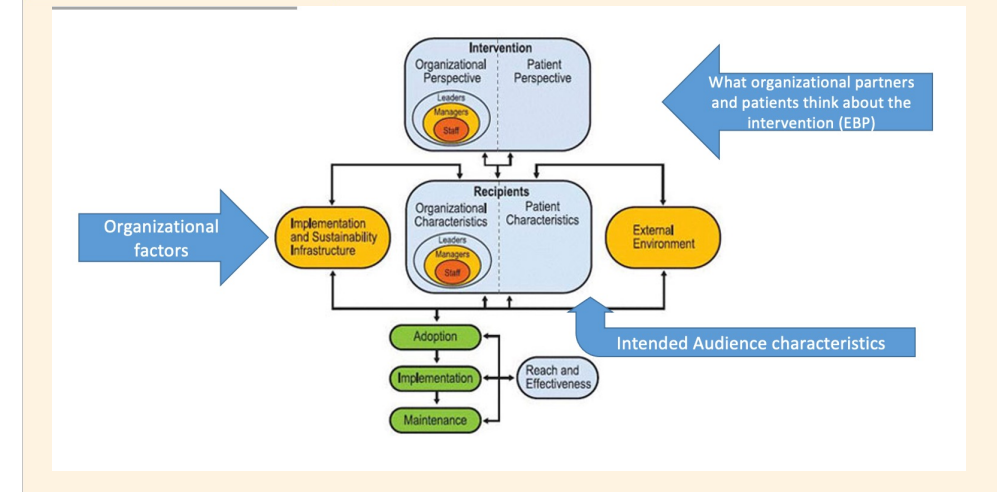 Intervention
Organizational
Perspective
Patient
Perspective
Leaders
Managers
Staff
What organizational partners
and patients think about the
intervention (EBP)
Recipients
Organizational
Characteristics
Patient
Characteristics
Leaders
Managers
Staff
Organizational
factors
Implementation
and Sustainability
Infrastructure
External
Environment
Intended Audience characteristics
Adoption
Implementation
Maintenance
Reach and
Effectiveness